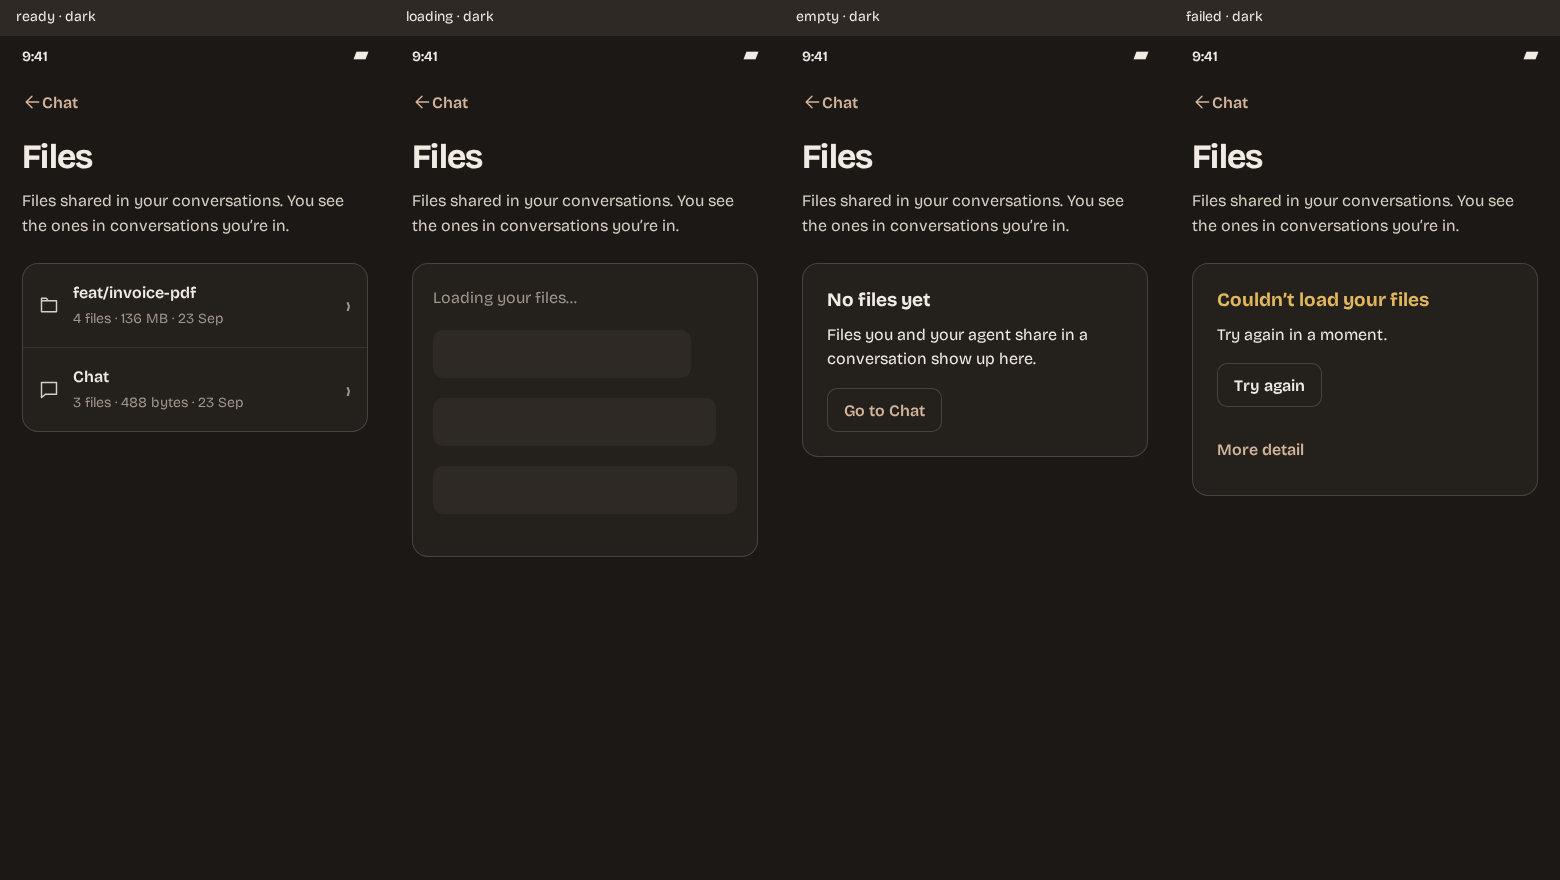 ready · dark
9:41
Chat
Files
Files shared in your conversations. You see
the ones in conversations you’re in.
feat/invoice-pdf
4 files · 136 MB · 23 Sep
Chat
3 files · 488 bytes · 23 Sep
loading · dark
9:41
Chat
Files
Files shared in your conversations. You see
the ones in conversations you’re in.
Loading your files…
empty · dark
9:41
Chat
Files
Files shared in your conversations. You see
the ones in conversations you’re in.
No files yet
Files you and your agent share in a
conversation show up here.
Go to Chat
failed · dark
9:41
Chat
Files
Files shared in your conversations. You see
the ones in conversations you’re in.
Couldn’t load your files
Try again in a moment.
Try again
More detail